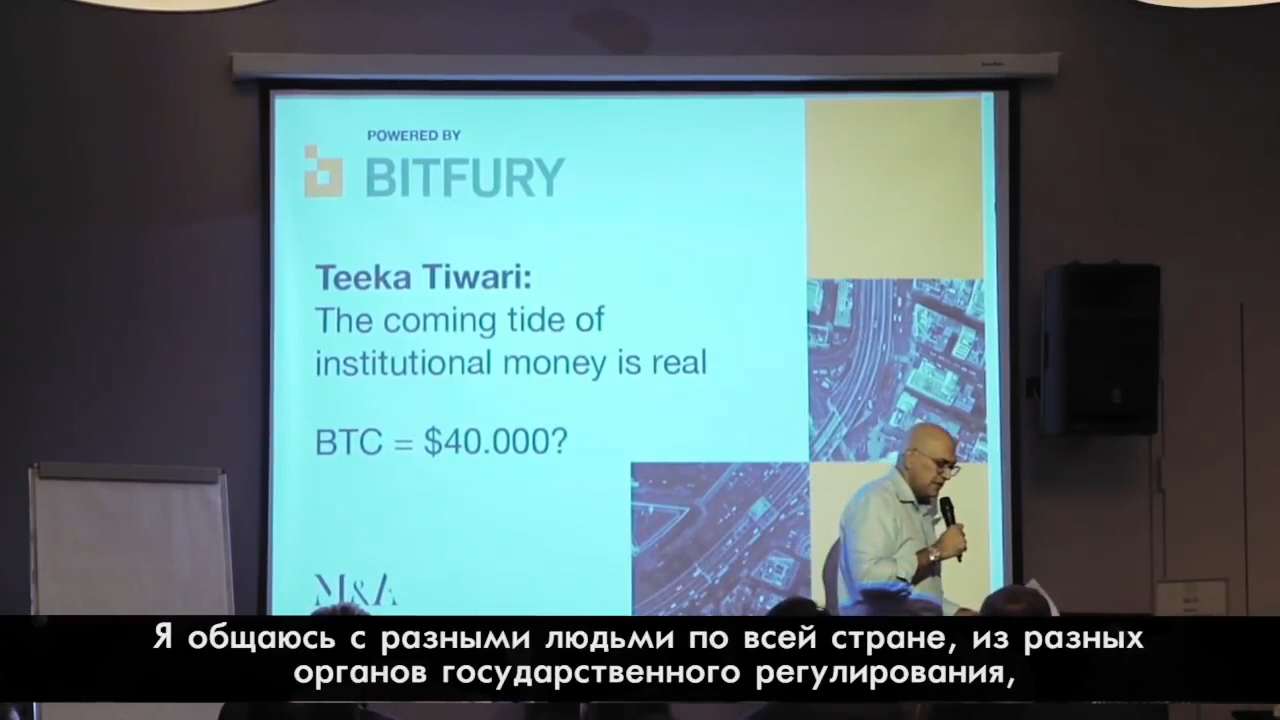 POWERED BY
BITFURY
Teeka Tiwari:
The coming tide of
institutional money is real
BTC = $40.000?
M&A
Я общаюсь с разными людьми по всей стране, из разных
органов государственного регулирования,